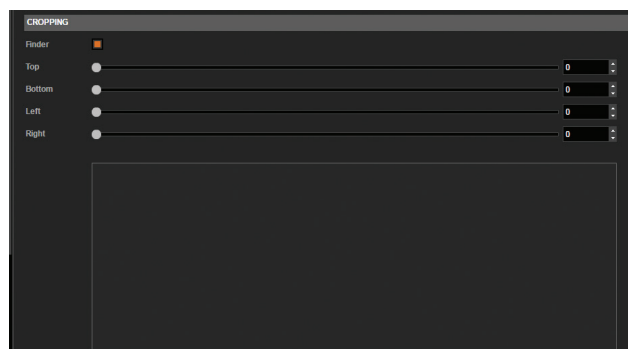 CROPPING
Finder
Top 0
Bottom 0
Left 0
Right 0